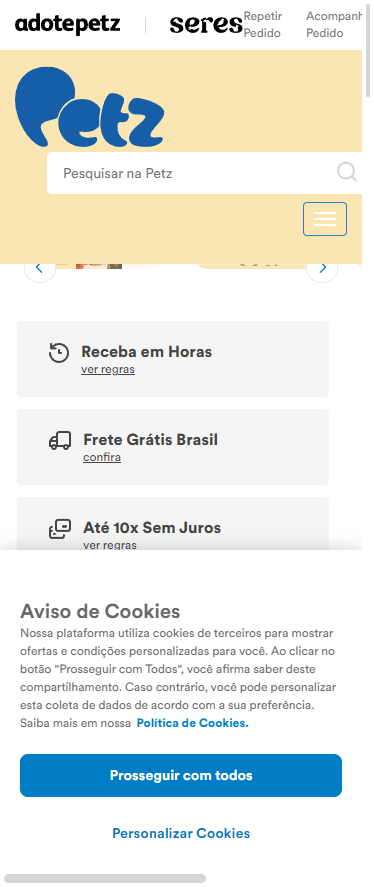 adotepetz
seres
Repetir
Pedido
Acompanh
Pedido
Petz
Pesquisar na Petz
Receba em Horas
ver regras
Frete Grátis Brasil
confira
Até 10x Sem Juros
ver regras
Aviso de Cookies
Nossa plataforma utiliza cookies de terceiros para mostrar
ofertas e condições personalizadas para você. Ao clicar no
botão "Prosseguir com Todos", você afirma saber deste
compartilhamento. Caso contrário, você pode personalizar
esta coleta de dados de acordo com a sua preferência.
Saiba mais em nossa Política de Cookies.
Prosseguir com todos
Personalizar Cookies